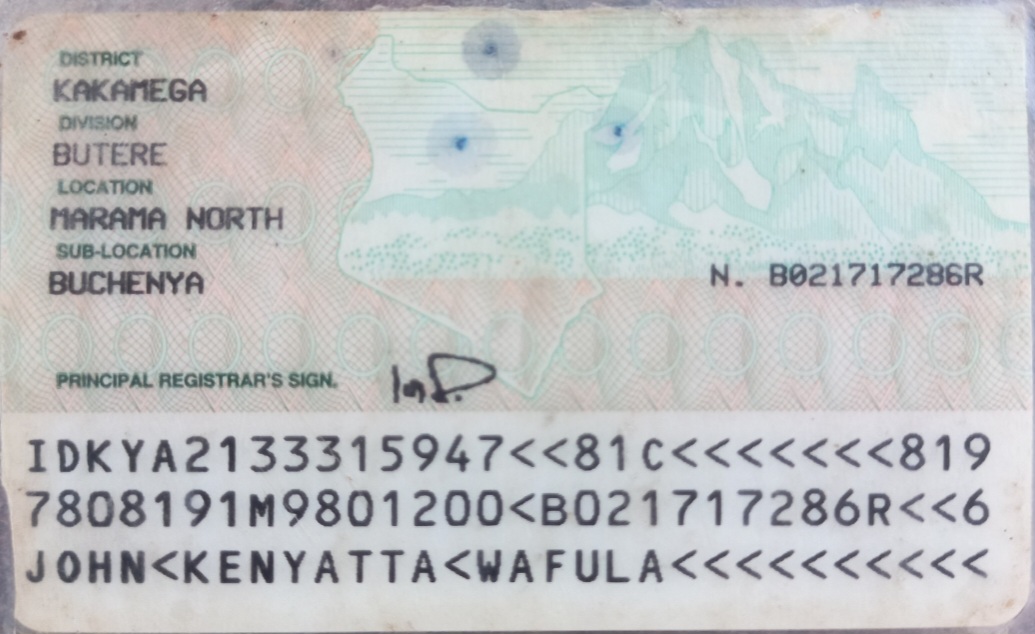 DISTRICT
KAKAMEGA
DIVISION
BUTERE
LOCATION
MARAMA NORTH
SUB-LOCATION
BUCHENYA
N. B021717286R
PRINCIPAL REGISTRAR'S SIGN.
IDKYA2133315947<<81C<<<<<<<<819
7808191M9801200<B021717286R<<6
JOHN<KENYATTA<WAFULA<<<<<<<<<<